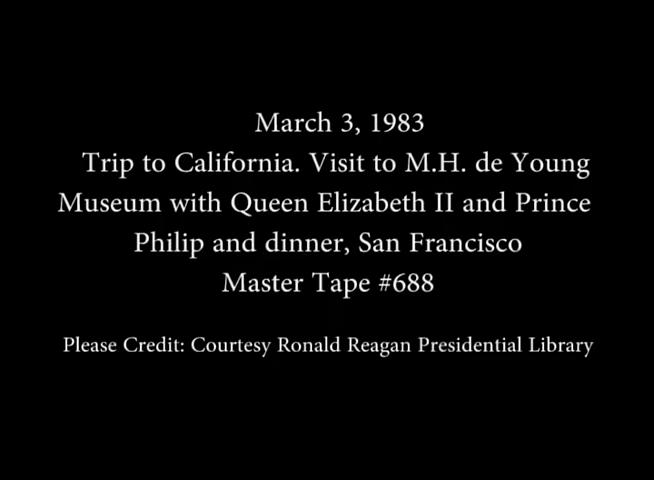 March 3, 1983
Trip to California. Visit to M.H. de Young
Museum with Queen Elizabeth II and Prince
Philip and dinner, San Francisco
Master Tape #688
Please Credit: Courtesy Ronald Reagan Presidential Library